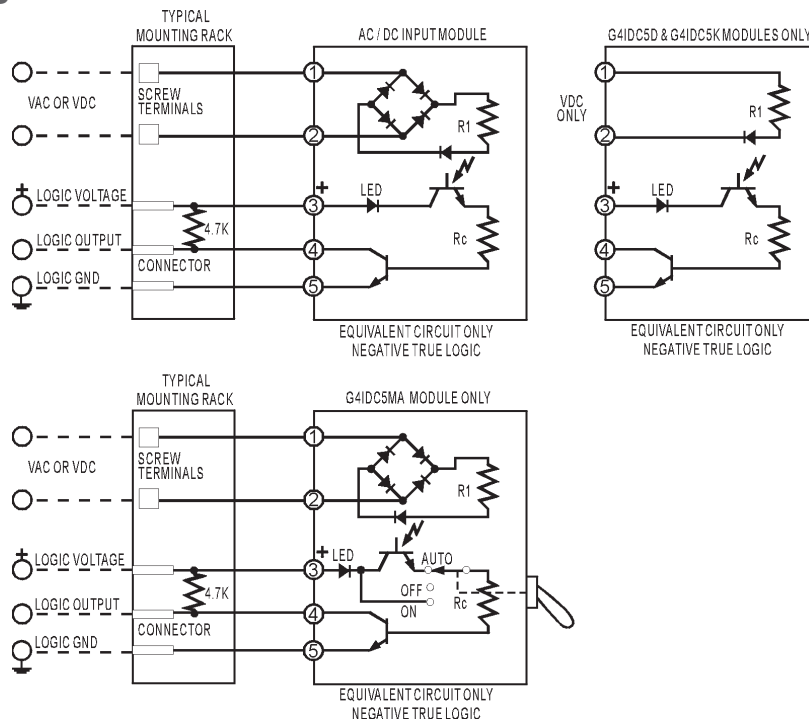 TYPICAL
MOUNTING RACK
AC / DC INPUT MODULE
G4IDC5D & G4IDC5K MODULES ONLY
1
SCREW
TERMINALS
VAC OR VDC
2
R1
LED
+
LOGIC VOLTAGE
+
3
4.7K
LOGIC OUTPUT
4
Rc
CONNECTOR
LOGIC GND
5
EQUIVALENT CIRCUIT ONLY
NEGATIVE TRUE LOGIC
1
VDC
ONLY
R1
2
+
LED
3
Rc
4
5
EQUIVALENT CIRCUIT ONLY
NEGATIVE TRUE LOGIC
TYPICAL
MOUNTING RACK
G4IDC5MA MODULE ONLY
1
SCREW
TERMINALS
VAC OR VDC
2
R1
+
LOGIC VOLTAGE
+
LED
3
AUTO
4.7K
OFF
ON
Rc
LOGIC OUTPUT
4
CONNECTOR
LOGIC GND
5
EQUIVALENT CIRCUIT ONLY
NEGATIVE TRUE LOGIC